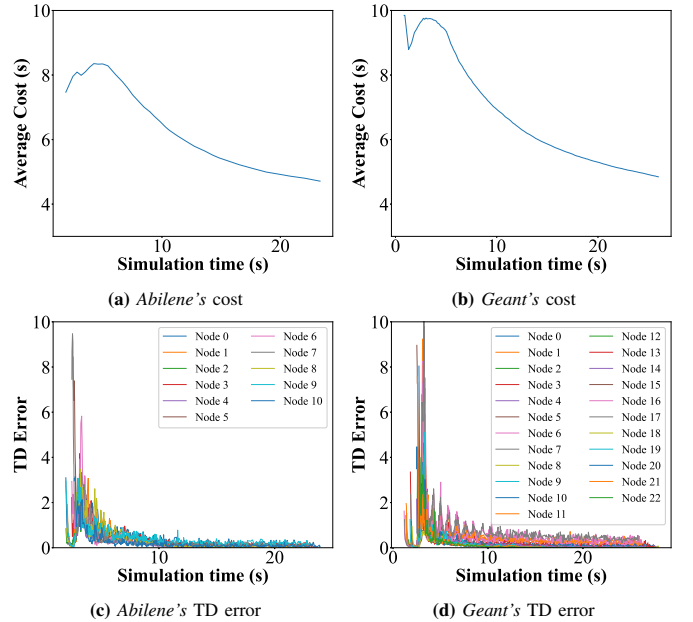 10
8
6
4
Average Cost (s)
10
20
Simulation time (s)
(a) Abilene's cost
10
8
6
4
Average Cost (s)
0
10
20
Simulation time (s)
(b) Geant's cost
10
8
6
4
2
0
TD Error
Node 0
Node 1
Node 2
Node 3
Node 4
Node 5
Node 6
Node 7
Node 8
Node 9
Node 10
10
20
Simulation time (s)
(c) Abilene's TD error
10
8
6
4
2
0
TD Error
Node 0
Node 1
Node 2
Node 3
Node 4
Node 5
Node 6
Node 7
Node 8
Node 9
Node 10
Node 11
Node 12
Node 13
Node 14
Node 15
Node 16
Node 17
Node 18
Node 19
Node 20
Node 21
Node 22
0
10
20
Simulation time (s)
(d) Geant's TD error